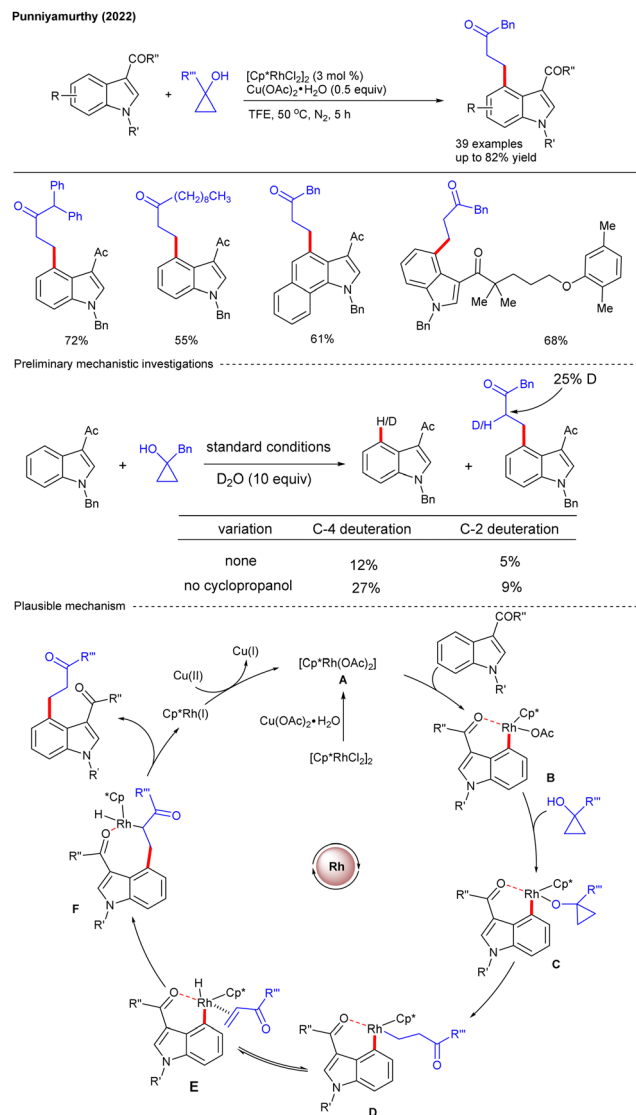 Punniyamurthy (2022)
COR"
R
N
R'
+
R'" OH
[Cp*RhCl2]2 (3 mol %)
Cu(OAc)2•H2O (0.5 equiv)
TFE, 50 °C, N2, 5 h
O
Bn
COR"
R
N
R'
39 examples
up to 82% yield
Ph
O
Ph
Ac
N
Bn
72%
(CH2)8CH3
O
Ac
N
Bn
55%
Bn
O
Ac
N
Bn
61%
O
Bn
O
Me
Me
O
Me
Me
N
Bn
68%
Preliminary mechanistic investigations
Ac
N
Bn
+
HO
Bn
standard conditions
D2O (10 equiv)
H/D
Ac
N
Bn
+
O
Bn
25% D
D/H
Ac
N
Bn
variation C-4 deuteration C-2 deuteration
none 12% 5%
no cyclopropanol 27% 9%
Plausible mechanism
R'"
O
O
R"
N
R'
Cu(II)
Cu(I)
Cp*Rh(I)
[Cp*Rh(OAc)2]
A
Cu(OAc)2•H2O
[Cp*RhCl2]2
COR"
N
R'
O
R"
Cp*
Rh
OAc
N
R'
B
HO
R'"
O
R"
Rh
Cp*
O
R'"
N
R'
C
O
R"
Rh
Cp*
R'"
O
N
R'
D
H
O
R"
Rh
Cp*
R'"
O
N
R'
E
*Cp
H
Rh
R'"
O
O
R"
N
R'
F
Rh